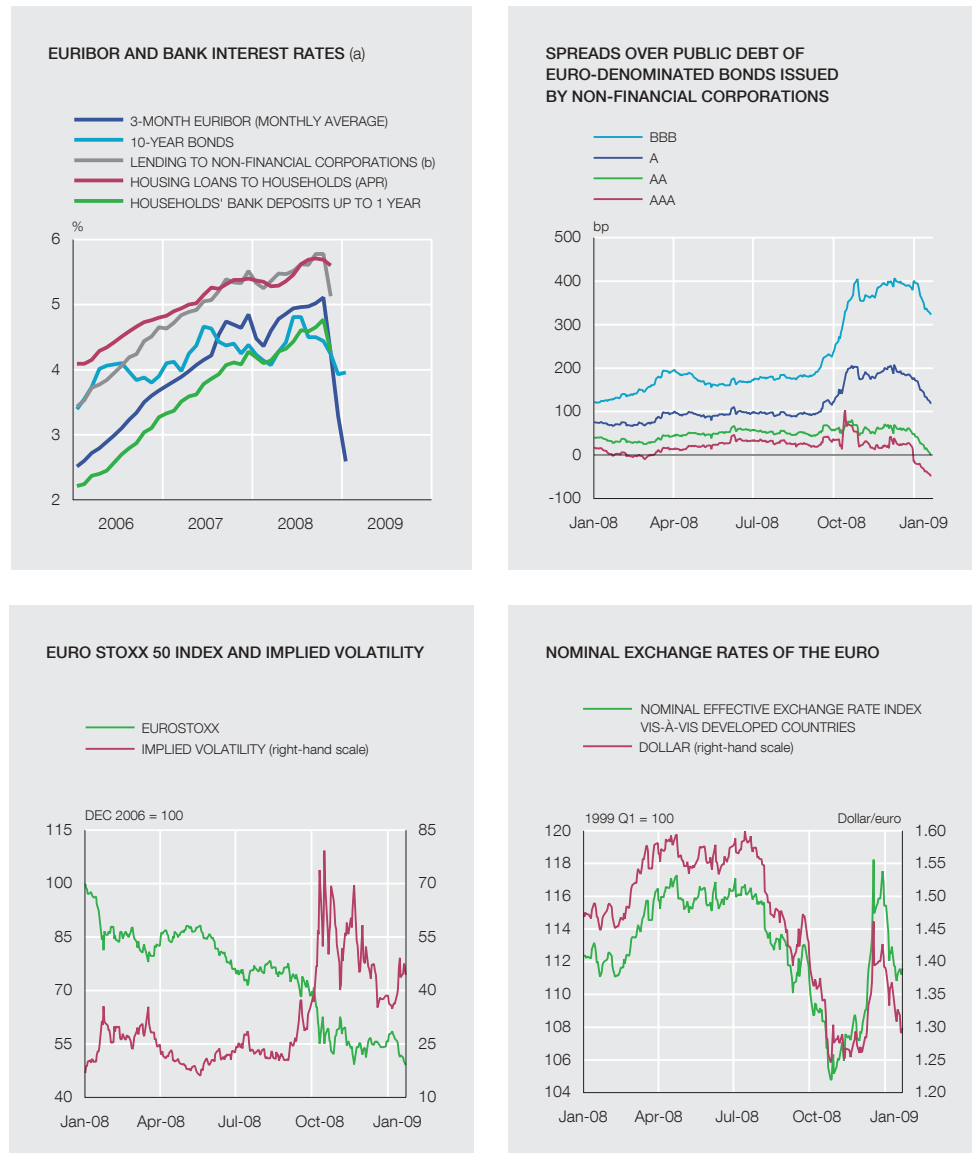 EURIBOR AND BANK INTEREST RATES (a)
3-MONTH EURIBOR (MONTHLY AVERAGE)
10-YEAR BONDS
LENDING TO NON-FINANCIAL CORPORATIONS (b)
HOUSING LOANS TO HOUSEHOLDS (APR)
HOUSEHOLDS' BANK DEPOSITS UP TO 1 YEAR
%
6
5
4
3
2
2006 2007 2008 2009
SPREADS OVER PUBLIC DEBT OF
EURO-DENOMINATED BONDS ISSUED
BY NON-FINANCIAL CORPORATIONS
BBB
A
AA
AAA
bp
500
400
300
200
100
0
-100
Jan-08 Apr-08 Jul-08 Oct-08 Jan-09
EURO STOXX 50 INDEX AND IMPLIED VOLATILITY
EUROSTOXX
IMPLIED VOLATILITY (right-hand scale)
DEC 2006 = 100
115 85
100 70
85 55
70 40
55 25
40 10
Jan-08 Apr-08 Jul-08 Oct-08 Jan-09
NOMINAL EXCHANGE RATES OF THE EURO
NOMINAL EFFECTIVE EXCHANGE RATE INDEX
VIS-À-VIS DEVELOPED COUNTRIES
DOLLAR (right-hand scale)
1999 Q1 = 100 Dollar/euro
120 1.60
118 1.55
116 1.50
114 1.45
112 1.40
110 1.35
108 1.30
106 1.25
104 1.20
Jan-08 Apr-08 Jul-08 Oct-08 Jan-09